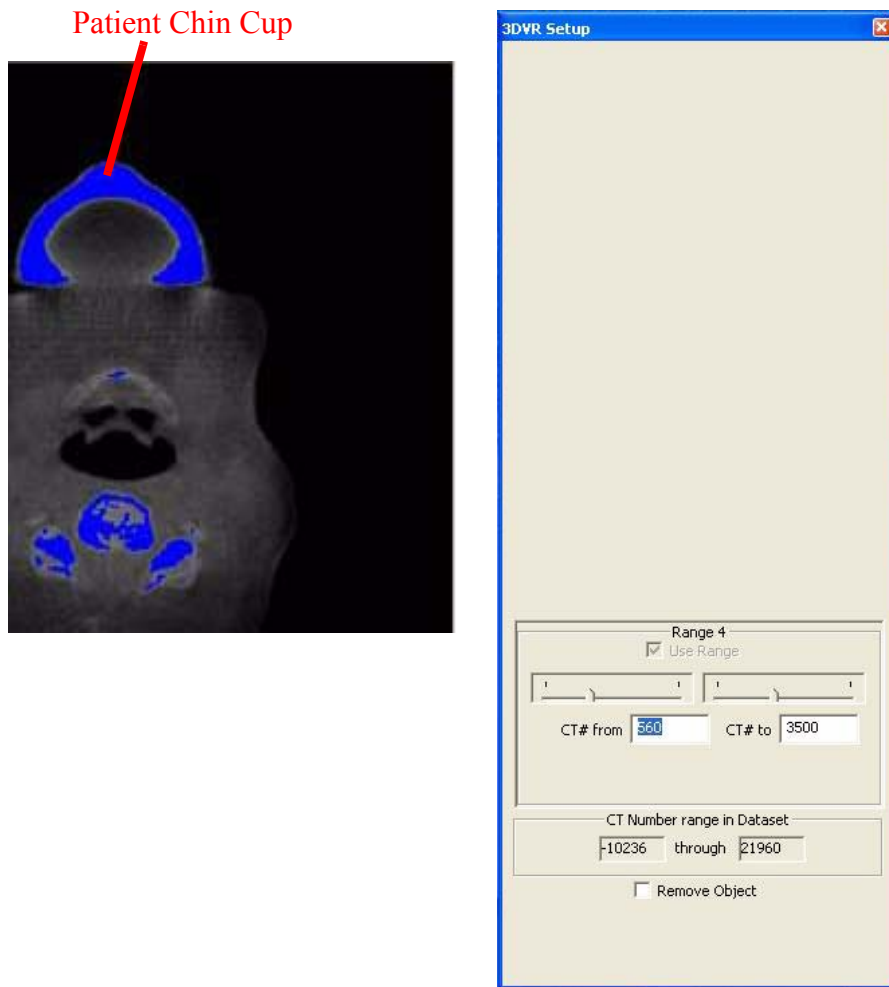 Patient Chin Cup
3DVR Setup
Range 4
Use Range
CT# from 560 CT# to 3500
CT Number range in Dataset
-10236 through 21960
Remove Object